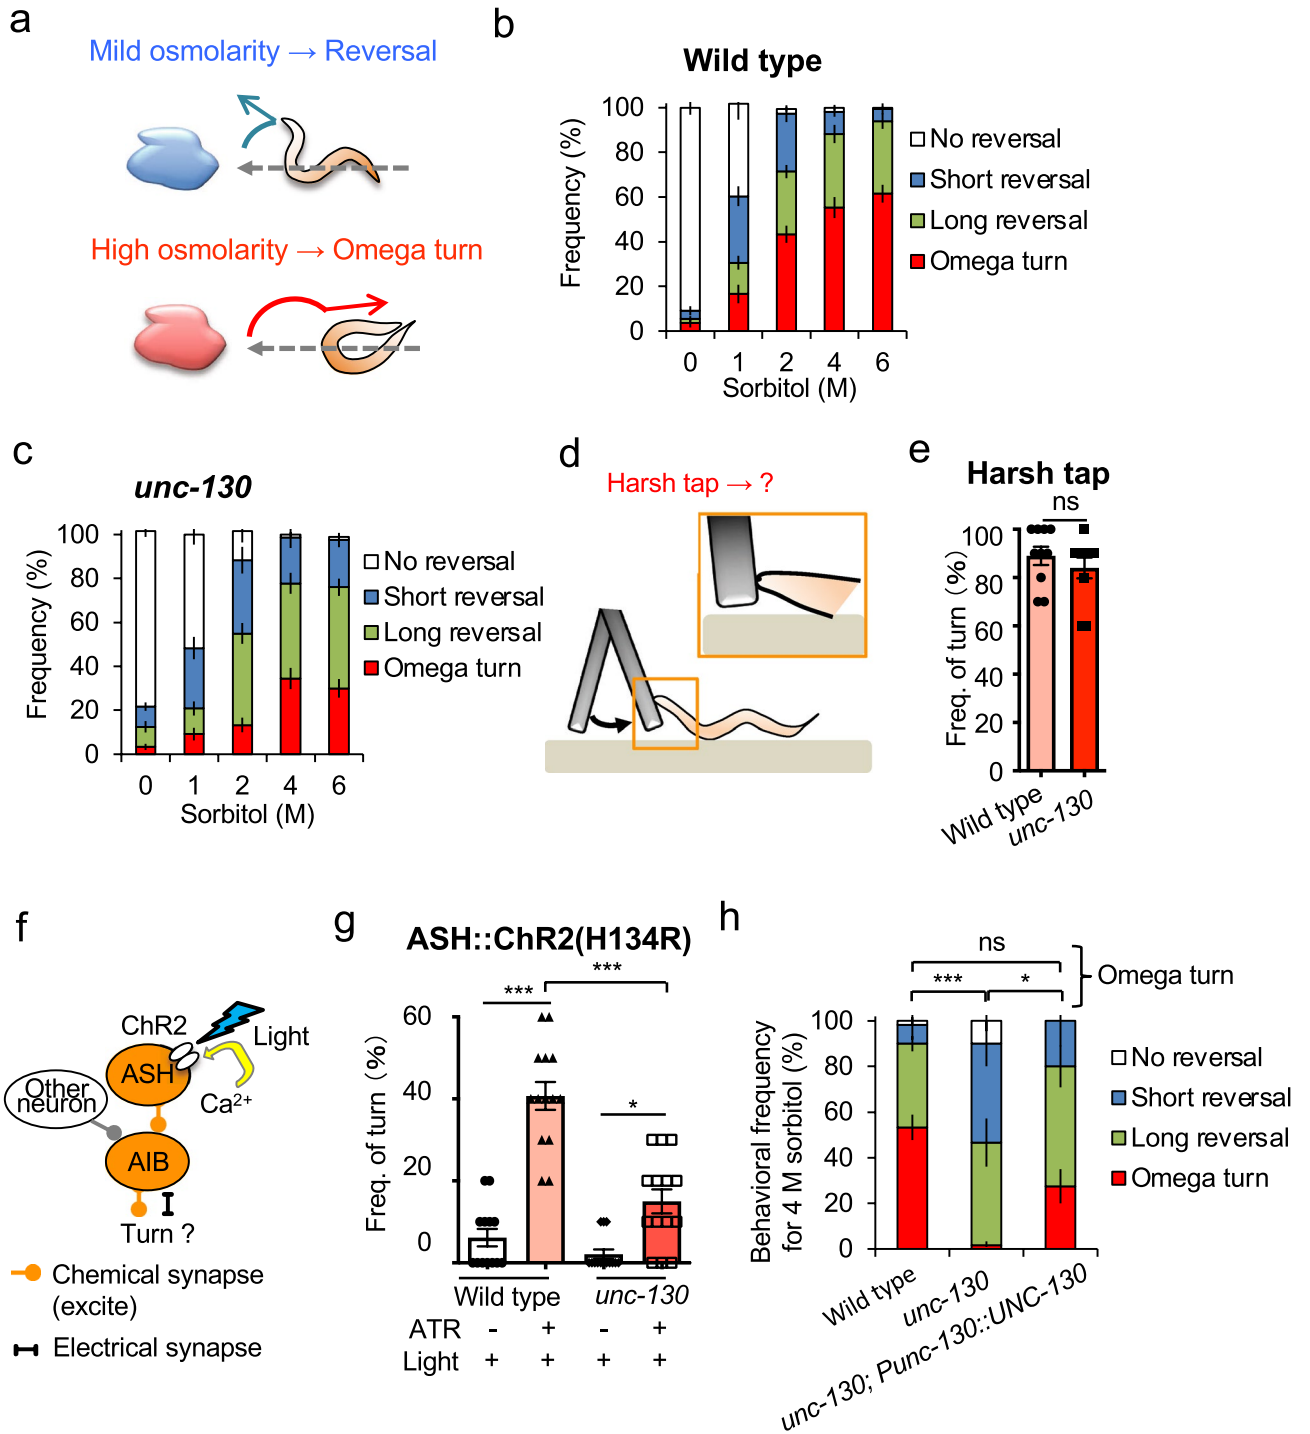 a
Mild osmolarity → Reversal
High osmolarity → Omega turn
b
Wild type
Frequency (%)
100
80
60
40
20
0
0 1 2 4 6
Sorbitol (M)
No reversal
Short reversal
Long reversal
Omega turn
c
unc-130
Frequency (%)
100
80
60
40
20
0
0 1 2 4 6
Sorbitol (M)
No reversal
Short reversal
Long reversal
Omega turn
d
Harsh tap → ?
e
Harsh tap
ns
Freq. of turn (%)
100
80
60
40
20
0
Wild type
unc-130
f
ChR2
Light
ASH
Ca2+
Other
neuron
AIB
Turn ?
Chemical synapse
(excite)
Electrical synapse
g
ASH::ChR2(H134R)
***
***
*
Freq. of turn (%)
60
40
20
0
Wild type unc-130
ATR - + - +
Light + + + +
h
ns
*** *
Omega turn
Behavioral frequency
for 4 M sorbitol (%)
100
80
60
40
20
0
Wild type
unc-130
unc-130; Punc-130::UNC-130
No reversal
Short reversal
Long reversal
Omega turn